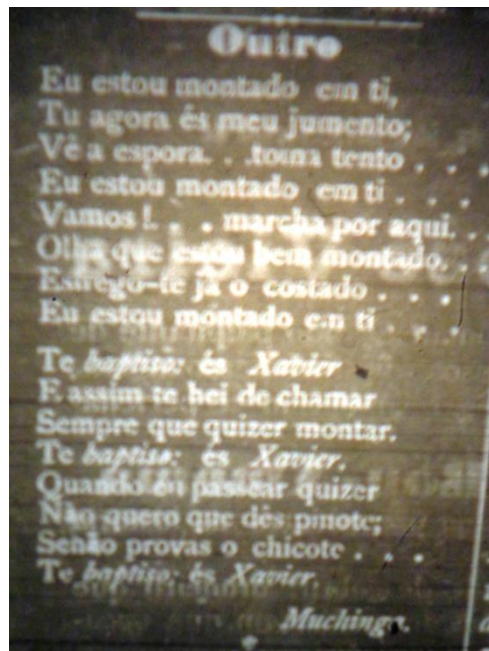 Outro
Eu estou montado em ti,
Tu agora és meu jumento;
Vê a espora. . .toma tento . . . .
Eu estou montado em ti . . .
Vamos !. . . marcha por aqui. . .
Olha que estou bem montado. . .
Esfrego-te já o costado . . . .
Eu estou montado em ti . . . .
Te baptiso: és Xavier
E assim te hei de chamar
Sempre que quizer montar.
Te baptiso: és Xavier.
Quando eu passear quizer
Não quero que dês pinote;
Senão provas o chicote . . . .
Te baptiso: és Xavier.
Muchinga.